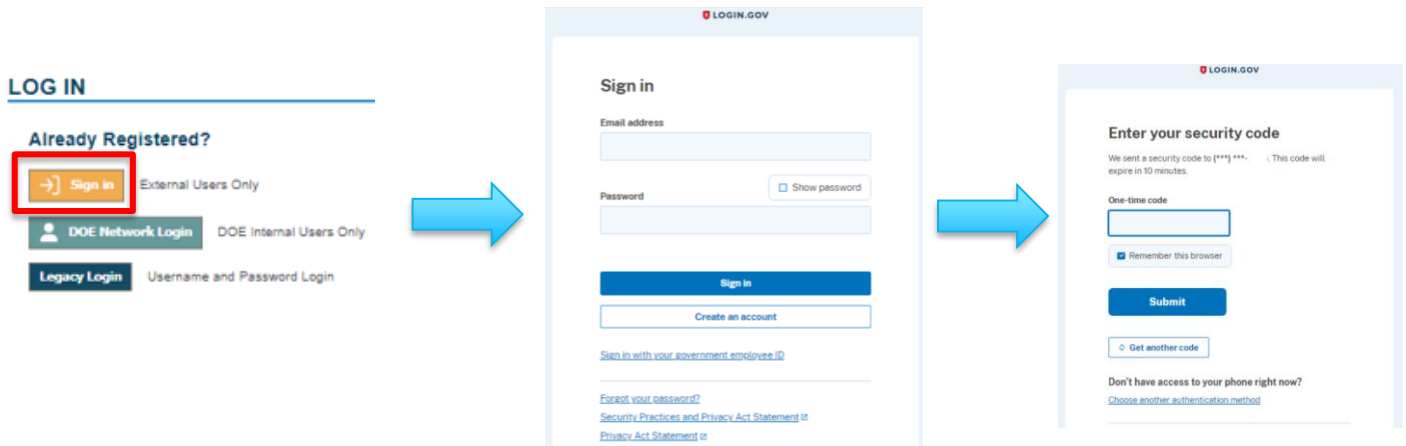 LOG IN
Already Registered?
Sign in External Users Only
DOE Network Login DOE Internal Users Only
Legacy Login Username and Password Login
LOGIN.GOV
Sign in
Email address
Show password
Password
Sign in
Create an account
Sign in with your government employee ID
Forgot your password?
Security Practices and Privacy Act Statement
Privacy Act Statement
LOGIN.GOV
Enter your security code
We sent a security code to (***) ***- . This code will
expire in 10 minutes.
One-time code
Remember this browser
Submit
Get another code
Don't have access to your phone right now?
Choose another authentication method